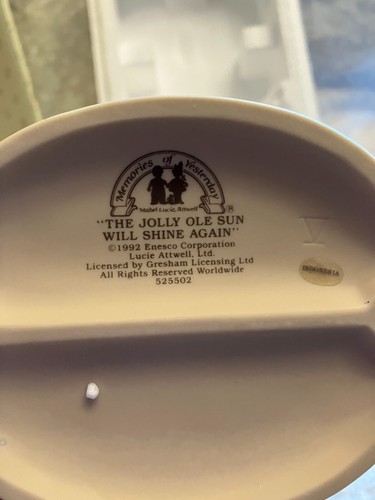 Memories of Yesterday
Mabel Lucie Attwell
®
"THE JOLLY OLE SUN
WILL SHINE AGAIN"
©1992 Enesco Corporation
Lucie Attwell, Ltd.
Licensed by Gresham Licensing Ltd
All Rights Reserved Worldwide
525502
V